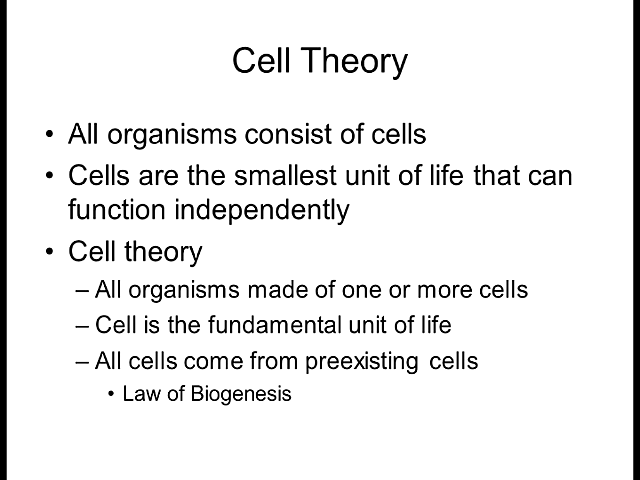 Cell Theory
• All organisms consist of cells
• Cells are the smallest unit of life that can
function independently
• Cell theory
– All organisms made of one or more cells
– Cell is the fundamental unit of life
– All cells come from preexisting cells
• Law of Biogenesis